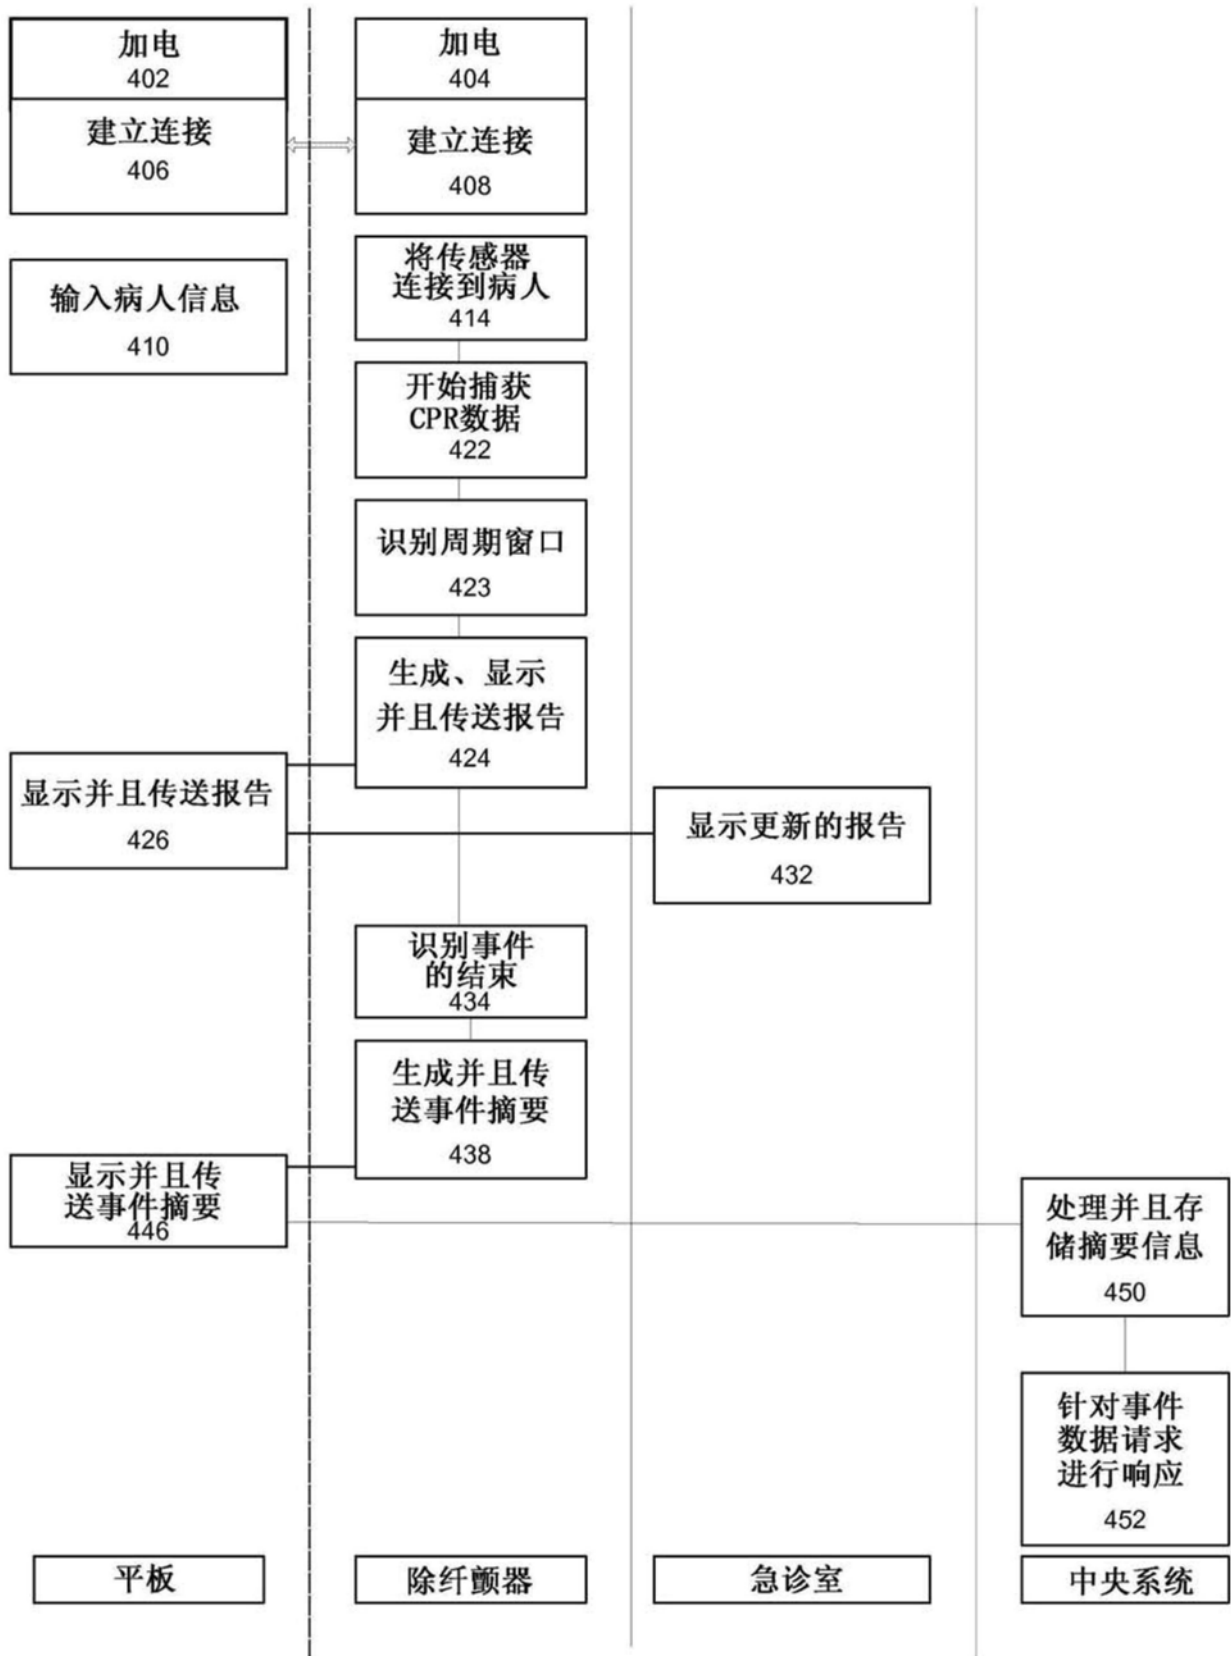 加电
402
建立连接
406
加电
404
建立连接
408
输入病人信息
410
将传感器
连接到病人
414
开始捕获
CPR数据
422
识别周期窗口
423
生成、显示
并且传送报告
424
显示并且传送报告
426
显示更新的报告
432
识别事件
的结束
434
生成并且传
送事件摘要
438
显示并且传
送事件摘要
446
处理并且存
储摘要信息
450
针对事件
数据请求
进行响应
452
平板
除纤颤器
急诊室
中央系统